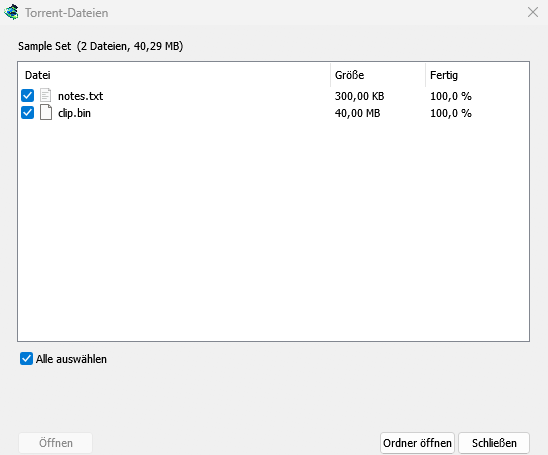 Torrent-Dateien
Sample Set (2 Dateien, 40,29 MB)
Datei Größe Fertig
notes.txt 300,00 KB 100,0 %
clip.bin 40,00 MB 100,0 %
Alle auswählen
Öffnen Ordner öffnen Schließen